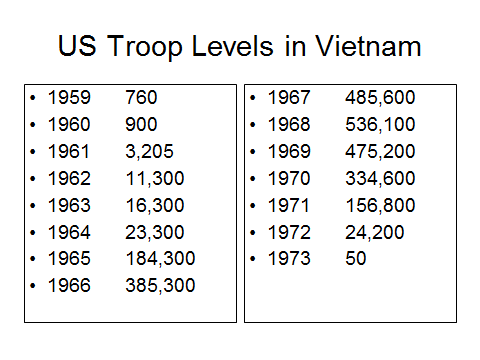 US Troop Levels in Vietnam
• 1959 760
• 1960 900
• 1961 3,205
• 1962 11,300
• 1963 16,300
• 1964 23,300
• 1965 184,300
• 1966 385,300
• 1967 485,600
• 1968 536,100
• 1969 475,200
• 1970 334,600
• 1971 156,800
• 1972 24,200
• 1973 50